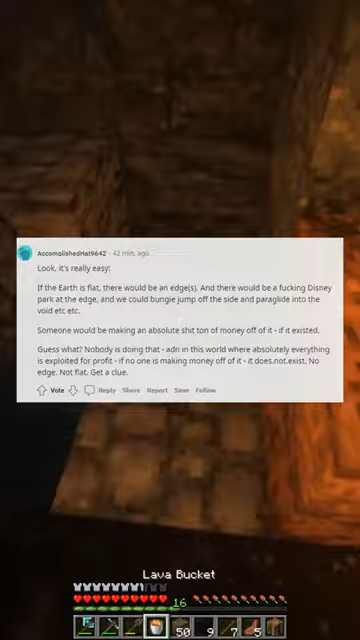 AccomplishedHat9642 · 42 min. ago
Look, it's really easy:
If the Earth is flat, there would be an edge(s). And there would be a fucking Disney
park at the edge, and we could bungie jump off the side and paraglide into the
void etc etc.
Someone would be making an absolute shit ton of money off of it - if it existed.
Guess what? Nobody is doing that - adn in this world where absolutely everything
is exploited for profit - if no one is making money off of it - it does.not.exist. No
edge. Not flat. Get a clue.
Vote Reply Share Report Save Follow
Lava Bucket
16
50 9 7 5